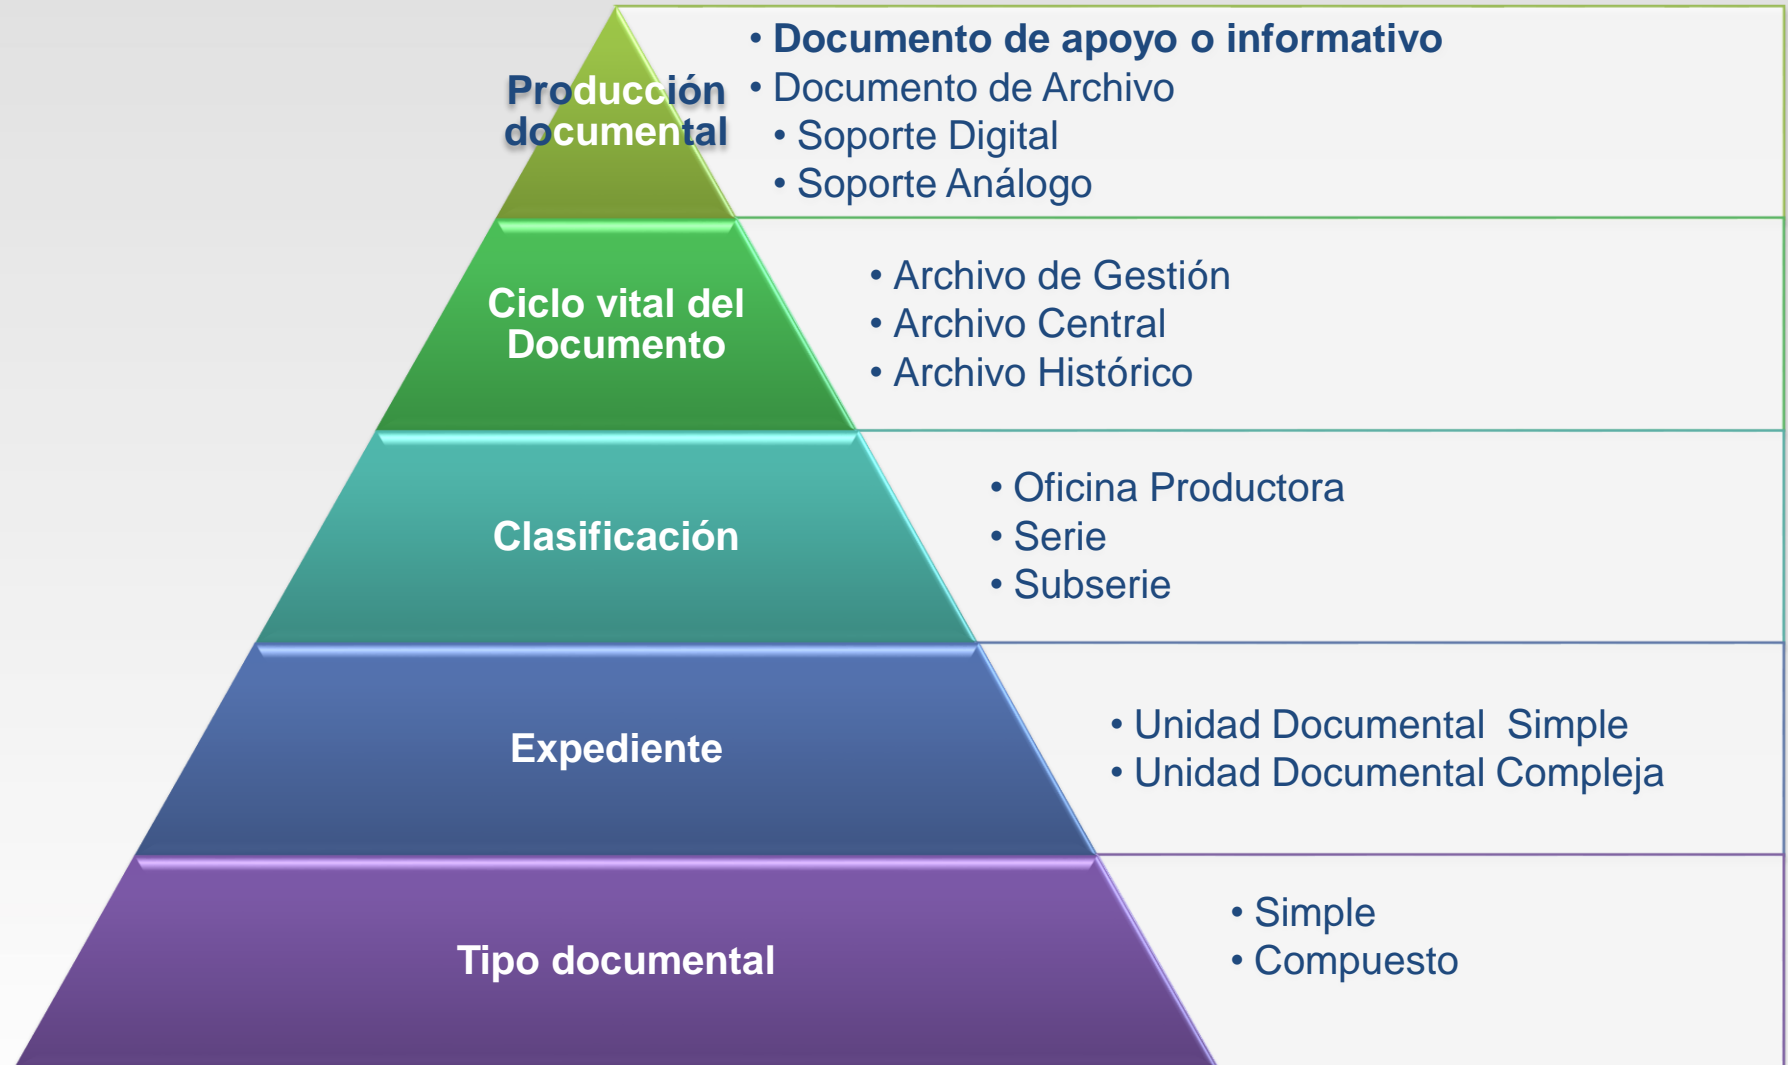 Producción
documental
• Documento de apoyo o informativo
• Documento de Archivo
• Soporte Digital
• Soporte Análogo
Ciclo vital del
Documento
• Archivo de Gestión
• Archivo Central
• Archivo Histórico
Clasificación
• Oficina Productora
• Serie
• Subserie
Expediente
• Unidad Documental  Simple
• Unidad Documental Compleja
Tipo documental
• Simple
• Compuesto